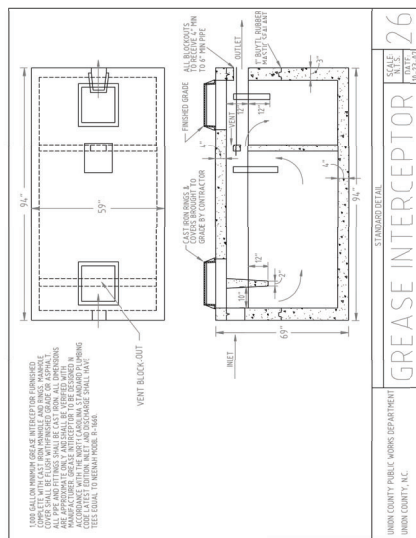 1,000 GALLON MINIMUM GREASE INTERCEPTOR FURNISHED
COMPLETE WITH CAST IRON MANHOLE AND RINGS. MANHOLE
COVER SHALL BE FLUSH WITH FINISHED GRADE OR ASPHALT.
ALL PIPE AND FITTINGS SHALL BE CAST IRON. ALL DIMENSIONS
ARE APPROXIMATE ONLY AND SHALL BE VERIFIED WITH
MANUFACTURER. GREASE INTERCEPTOR TO BE DESIGNED IN
ACCORDANCE WITH THE NORTH CAROLINA STANDARD PLUMBING
CODE LATEST EDITION. INLET AND DISCHARGE SHALL HAVE
TEES EQUAL TO NEENAH MODEL R-1666
VENT BLOCK-OUT
94"
59"
CAST IRON RINGS &
COVERS BROUGHT TO
GRADE BY CONTRACTOR
FINISHED GRADE
ALL BLOCKOUTS
TO RECEIVE 4" MIN
TO 6" MIN PIPE
INLET
OUTLET
VENT
1" BUTYL RUBBER
MASTIC SEALANT
69"
10"
12"
2"
12"
12"
3"
4"
94"
UNION COUNTY PUBLIC WORKS DEPARTMENT
UNION COUNTY, N.C.
STANDARD DETAIL
GREASE INTERCEPTOR
SCALE:
N.T.S.
DATE:
26